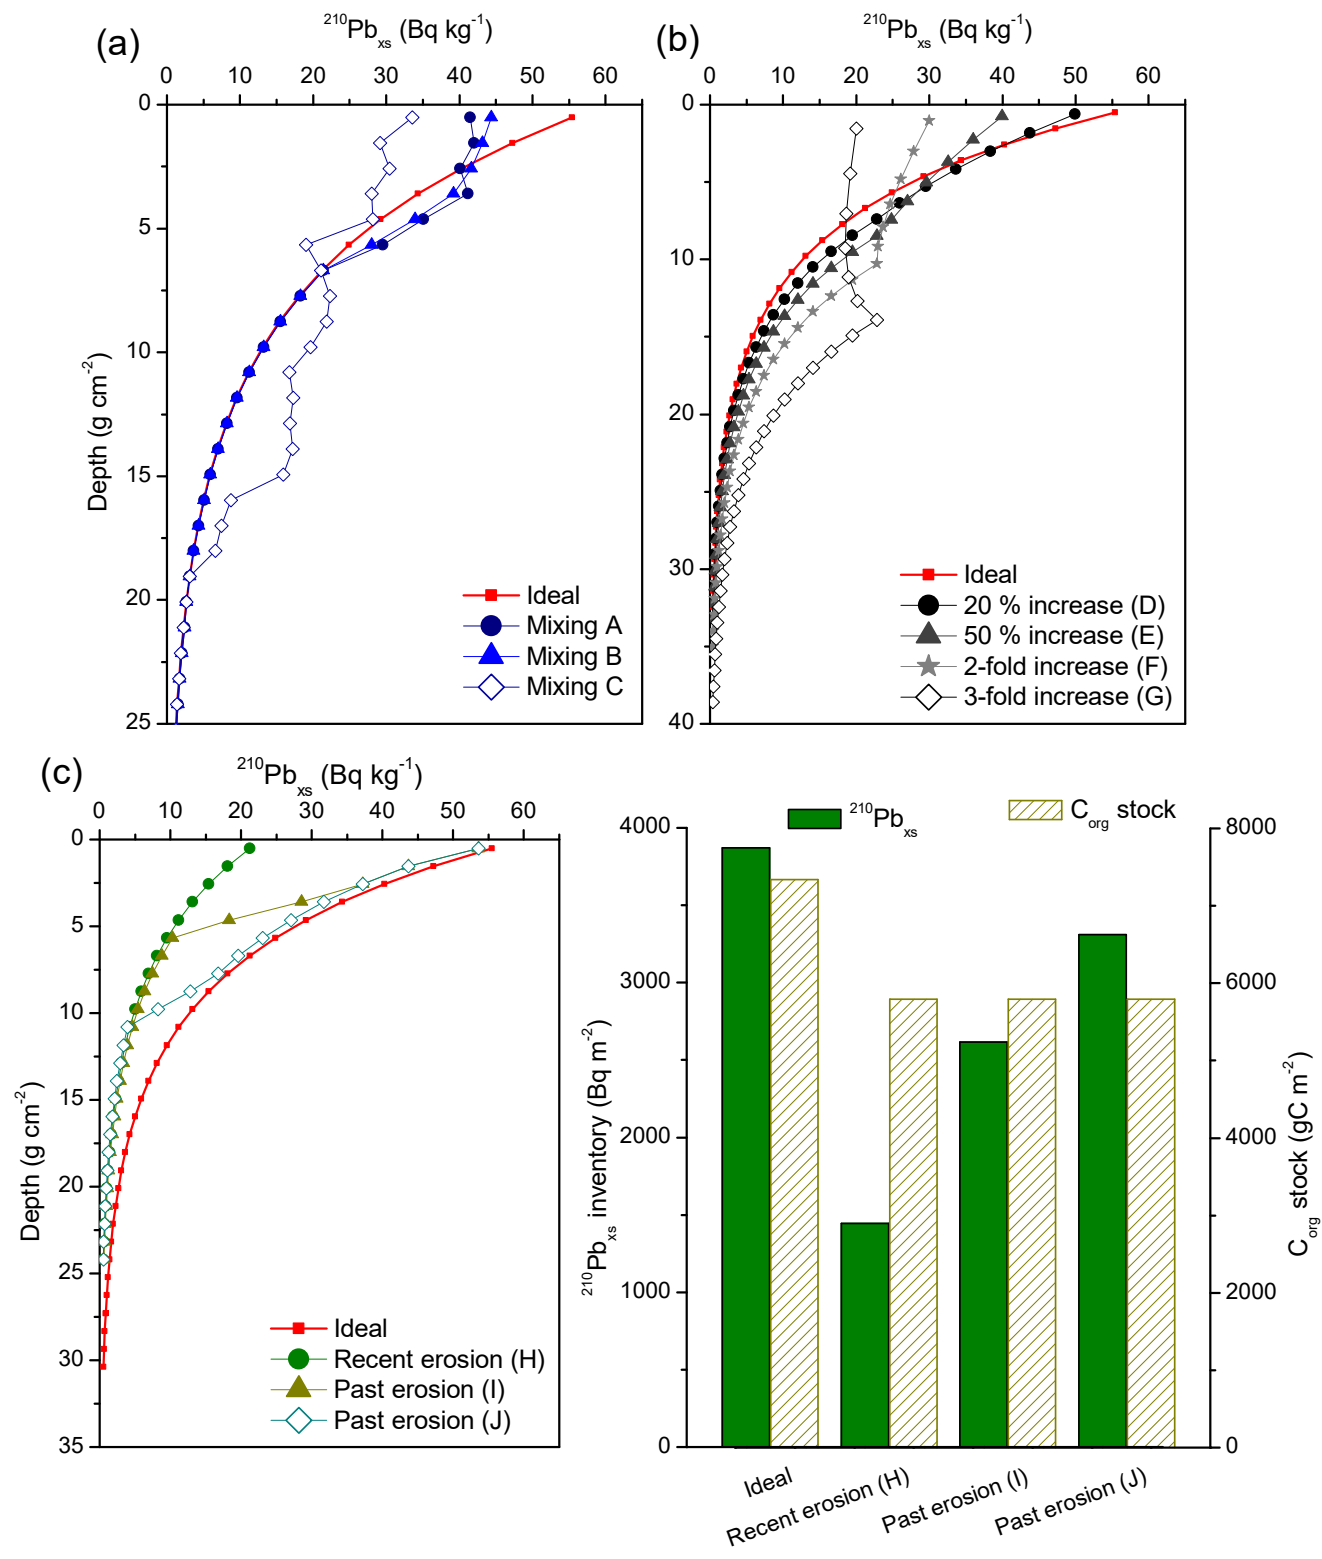 (a)
²¹⁰Pbxs (Bq kg⁻¹)
0 10 20 30 40 50 60
0
5
10
15
20
25
Depth (g cm⁻²)
Ideal
Mixing A
Mixing B
Mixing C
(b)
²¹⁰Pbxs (Bq kg⁻¹)
0 10 20 30 40 50 60
0
10
20
30
40
Ideal
20 % increase (D)
50 % increase (E)
2-fold increase (F)
3-fold increase (G)
(c)
²¹⁰Pbxs (Bq kg⁻¹)
0 10 20 30 40 50 60
0
5
10
15
20
25
30
35
Depth (g cm⁻²)
Ideal
Recent erosion (H)
Past erosion (I)
Past erosion (J)
²¹⁰Pbxs
Corg stock
4000
3000
2000
1000
0
²¹⁰Pbxs inventory (Bq m⁻²)
8000
6000
4000
2000
0
Corg stock (gC m⁻²)
Ideal
Recent erosion (H)
Past erosion (I)
Past erosion (J)